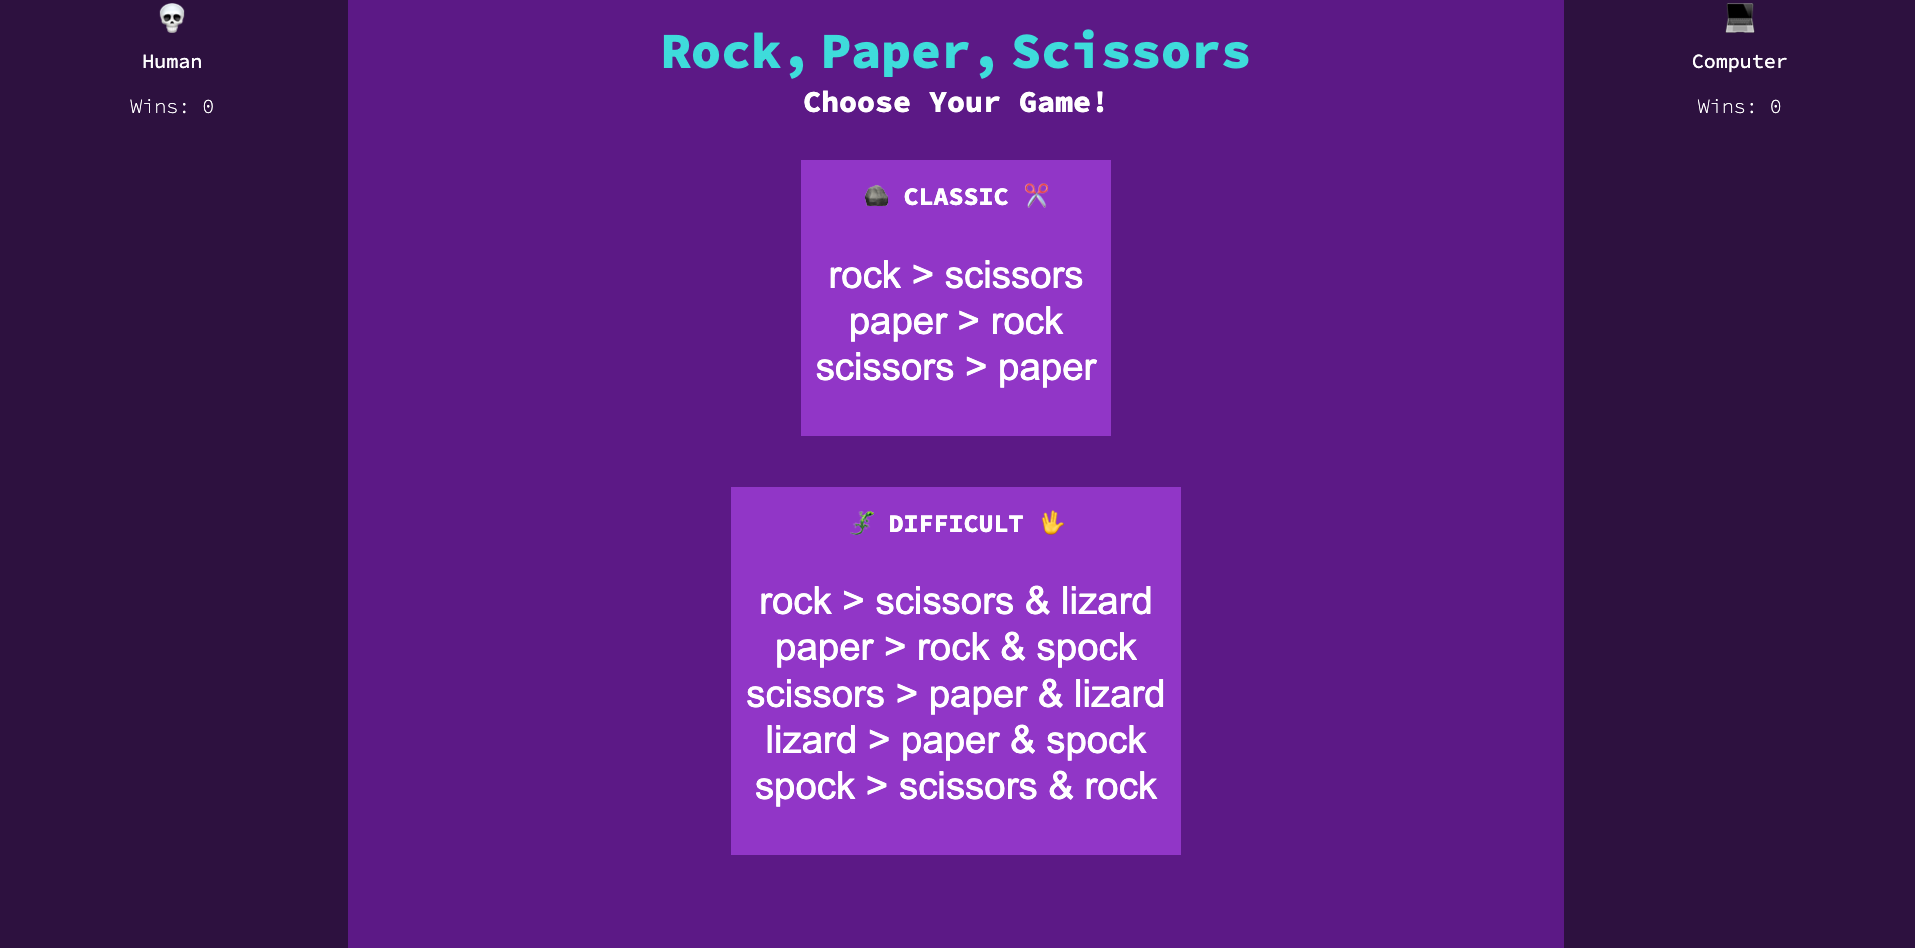 Human
Wins: 0
Rock, Paper, Scissors
Choose Your Game!
CLASSIC
rock > scissors
paper > rock
scissors > paper
DIFFICULT
rock > scissors & lizard
paper > rock & spock
scissors > paper & lizard
lizard > paper & spock
spock > scissors & rock
Computer
Wins: 0